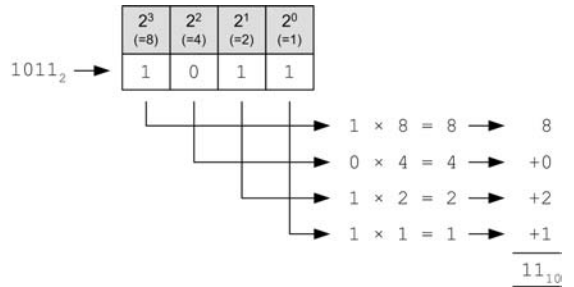 2³ 2² 2¹ 2⁰
(=8) (=4) (=2) (=1)
1011₂ 1 0 1 1
1 × 8 = 8 8
0 × 4 = 4 +0
1 × 2 = 2 +2
1 × 1 = 1 +1
11₁₀